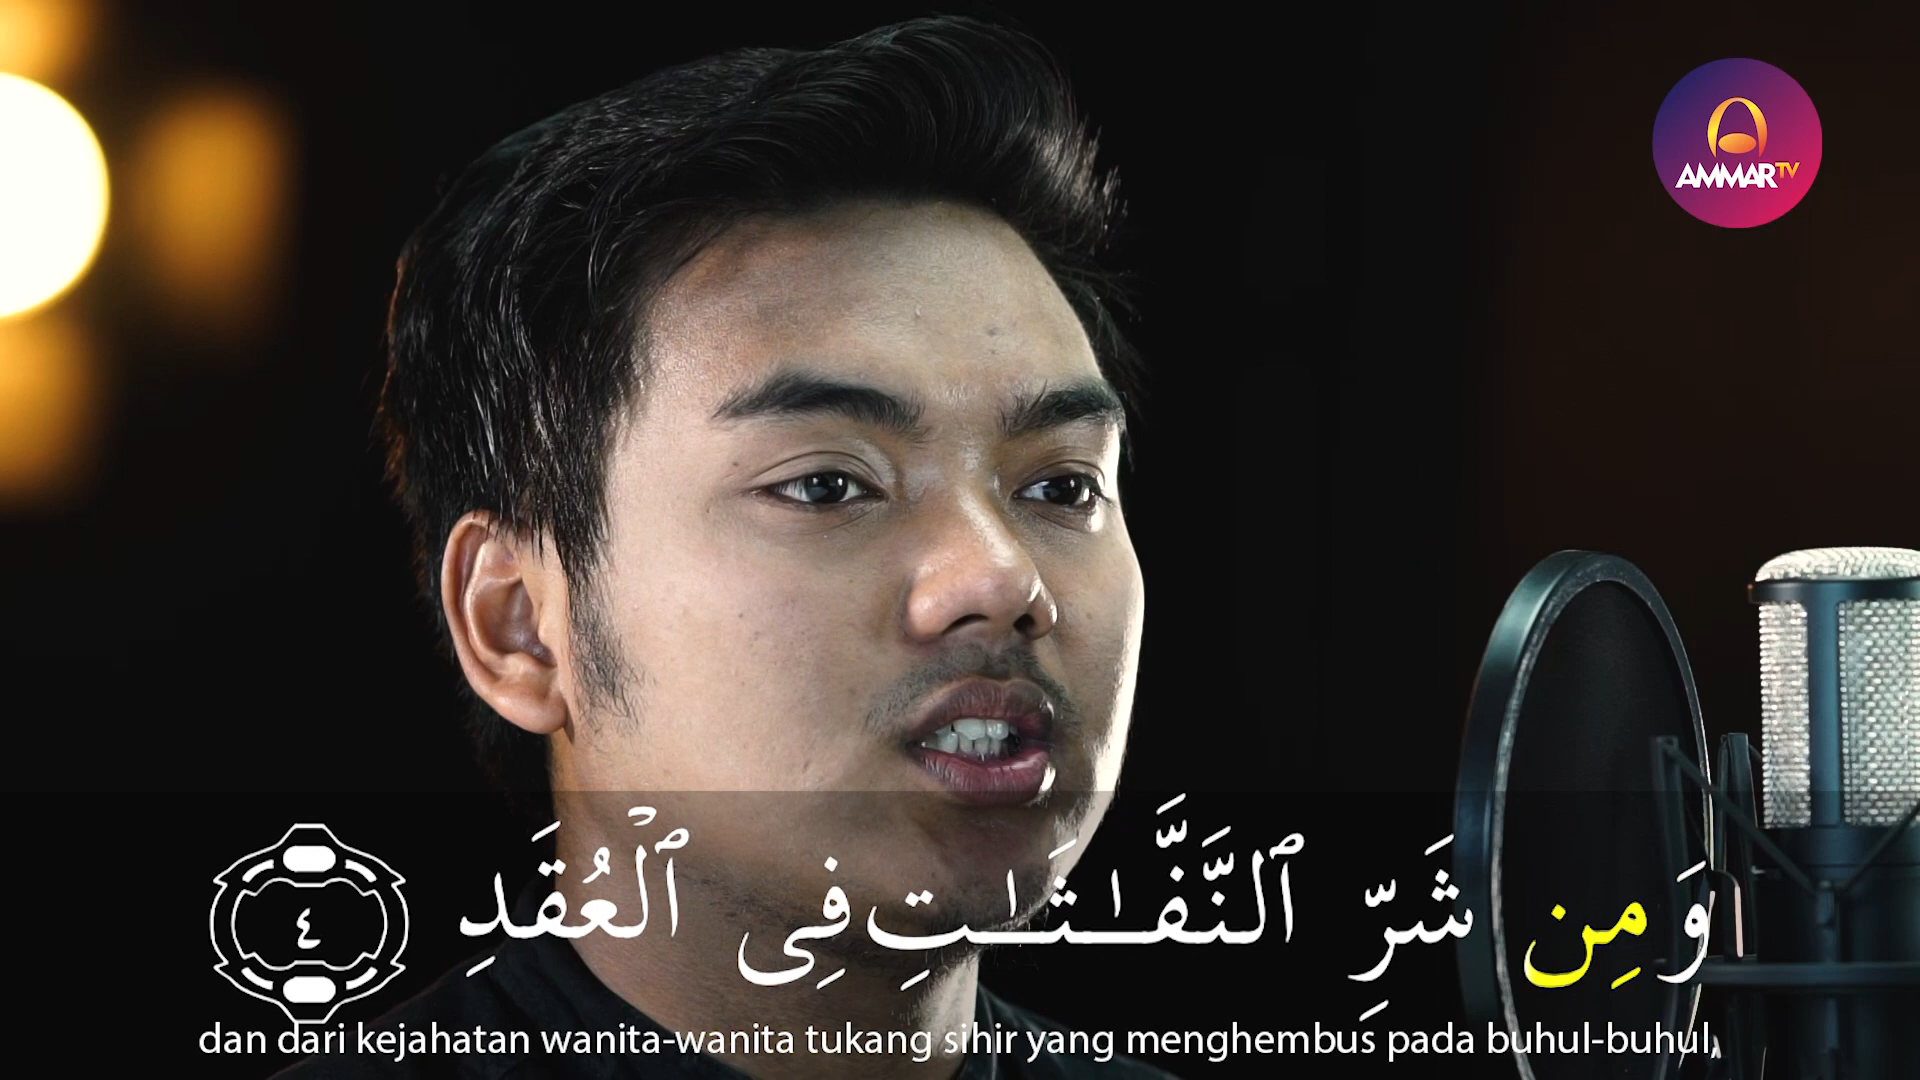 AMMARTV
وَمِن شَرِّ ٱلنَّفَّـٰثَـٰتِ فِى ٱلْعُقَدِ ٤
dan dari kejahatan wanita-wanita tukang sihir yang menghembus pada buhul-buhul,